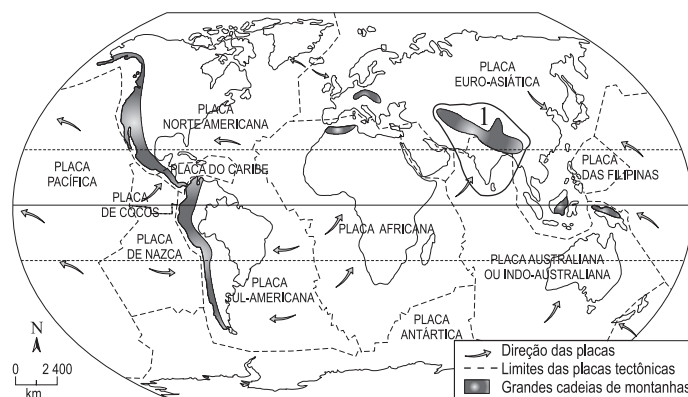 PLACA
EURO-ASIÁTICA
1
PLACA
NORTE AMERICANA
PLACA DO CARIBE
PLACA
PACÍFICA
PLACA
DAS FILIPINAS
PLACA
DE COCOS
PLACA AFRICANA
PLACA
DE NAZCA
PLACA AUSTRALIANA
OU INDO-AUSTRALIANA
PLACA
SUL-AMERICANA
PLACA
ANTÁRTICA
N
0 2 400
km
Direção das placas
Limites das placas tectônicas
Grandes cadeias de montanhas